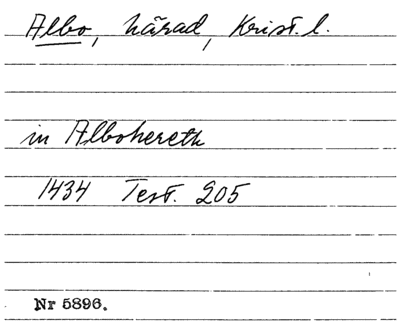 Albo, härad, Krist. l.
in Albohereth
1434 Test. 205
Nr 5896.